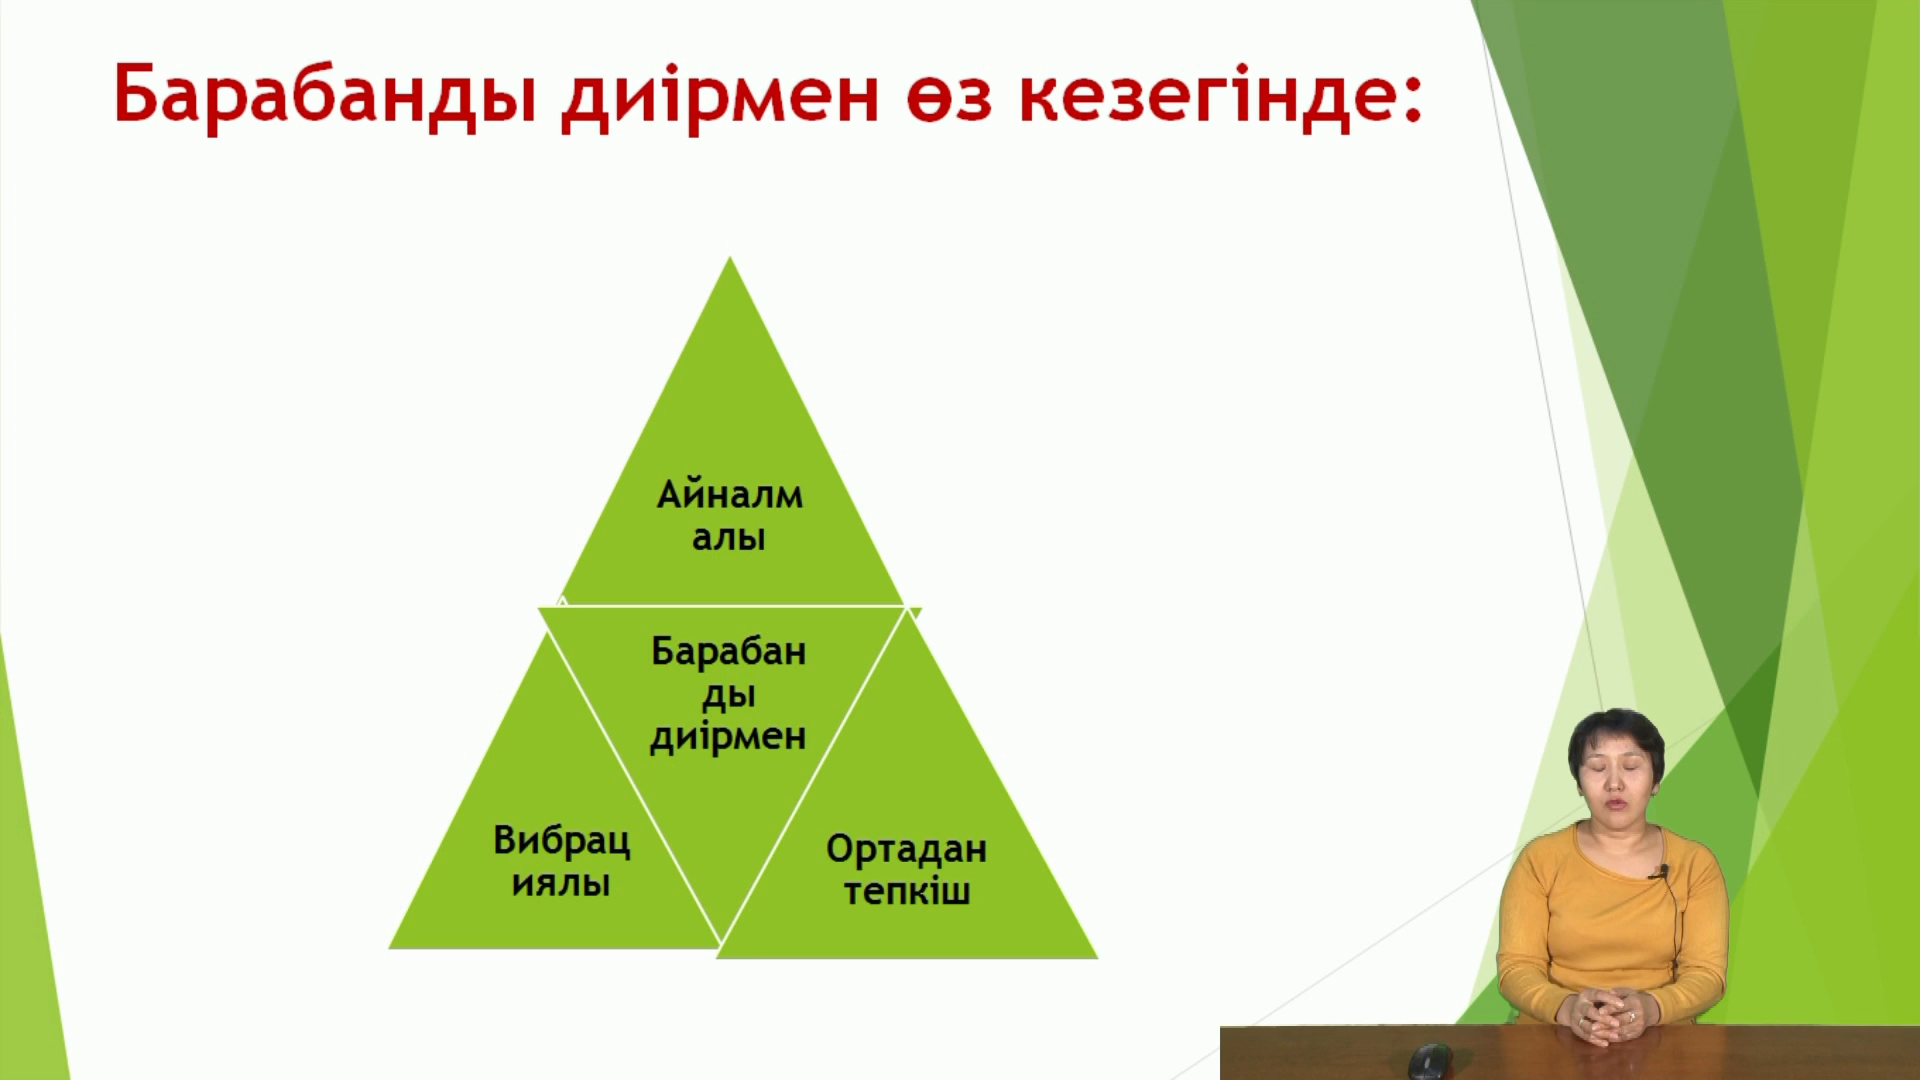 Барабанды диірмен өз кезегінде:
Айналм
алы
Барабан
ды
диірмен
Вибрац
иялы
Ортадан
тепкіш